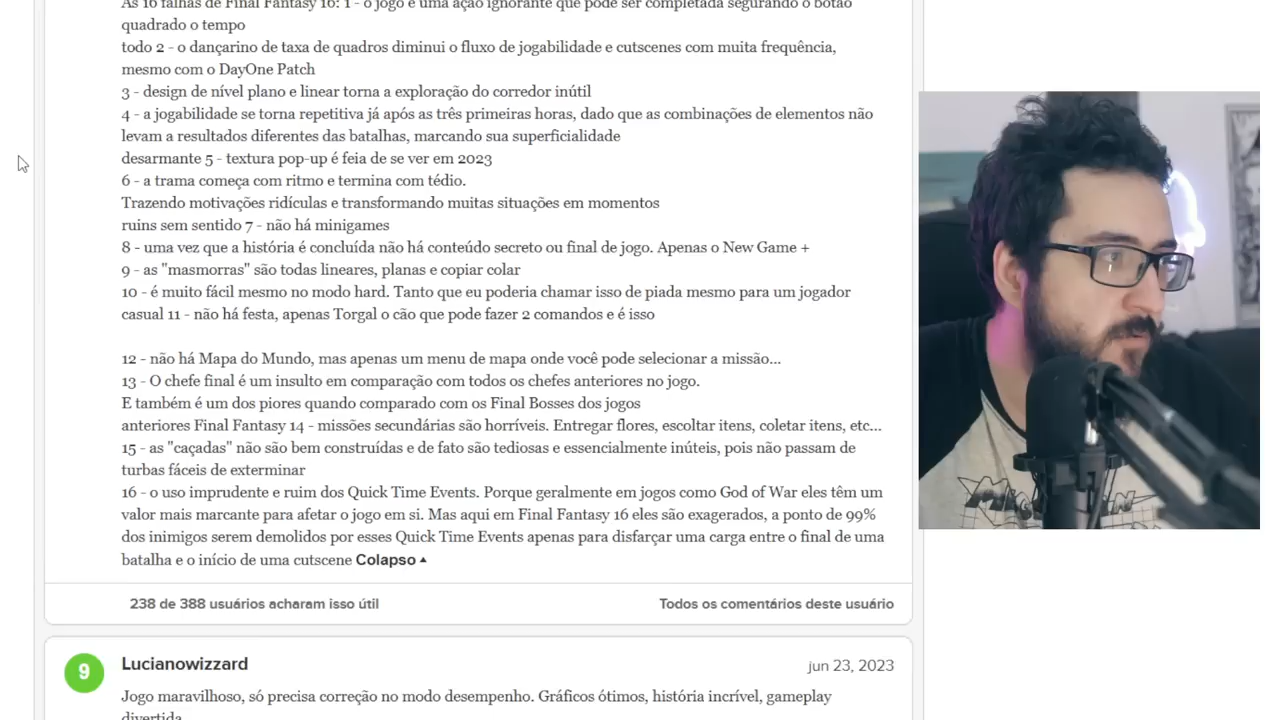 As 16 falhas de Final Fantasy 16: 1 - o jogo é uma ação ignorante que pode ser completada segurando o botão
quadrado o tempo
todo 2 - o dançarino de taxa de quadros diminui o fluxo de jogabilidade e cutscenes com muita frequência,
mesmo com o DayOne Patch
3 - design de nível plano e linear torna a exploração do corredor inútil
4 - a jogabilidade se torna repetitiva já após as três primeiras horas, dado que as combinações de elementos não
levam a resultados diferentes das batalhas, marcando sua superficialidade
desarmante 5 - textura pop-up é feia de se ver em 2023
6 - a trama começa com ritmo e termina com tédio.
Trazendo motivações ridículas e transformando muitas situações em momentos
ruins sem sentido 7 - não há minigames
8 - uma vez que a história é concluída não há conteúdo secreto ou final de jogo. Apenas o New Game +
9 - as "masmorras" são todas lineares, planas e copiar colar
10 - é muito fácil mesmo no modo hard. Tanto que eu poderia chamar isso de piada mesmo para um jogador
casual 11 - não há festa, apenas Torgal o cão que pode fazer 2 comandos e é isso
12 - não há Mapa do Mundo, mas apenas um menu de mapa onde você pode selecionar a missão...
13 - O chefe final é um insulto em comparação com todos os chefes anteriores no jogo.
E também é um dos piores quando comparado com os Final Bosses dos jogos
anteriores Final Fantasy 14 - missões secundárias são horríveis. Entregar flores, escoltar itens, coletar itens, etc...
15 - as "caçadas" não são bem construídas e de fato são tediosas e essencialmente inúteis, pois não passam de
turbas fáceis de exterminar
16 - o uso imprudente e ruim dos Quick Time Events. Porque geralmente em jogos como God of War eles têm um
valor mais marcante para afetar o jogo em si. Mas aqui em Final Fantasy 16 eles são exagerados, a ponto de 99%
dos inimigos serem demolidos por esses Quick Time Events apenas para disfarçar uma carga entre o final de uma
batalha e o início de uma cutscene Colapso
238 de 388 usuários acharam isso útil
Todos os comentários deste usuário
9
Lucianowizzard
jun 23, 2023
Jogo maravilhoso, só precisa correção no modo desempenho. Gráficos ótimos, história incrível, gameplay
divertida